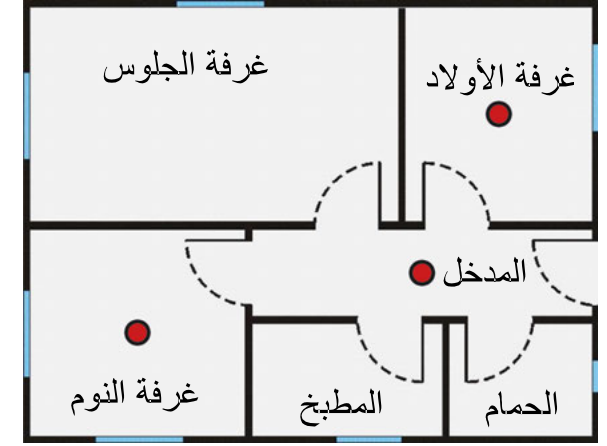 غرفة الأولاد
غرفة الجلوس
المدخل
غرفة النوم
المطبخ
الحمام